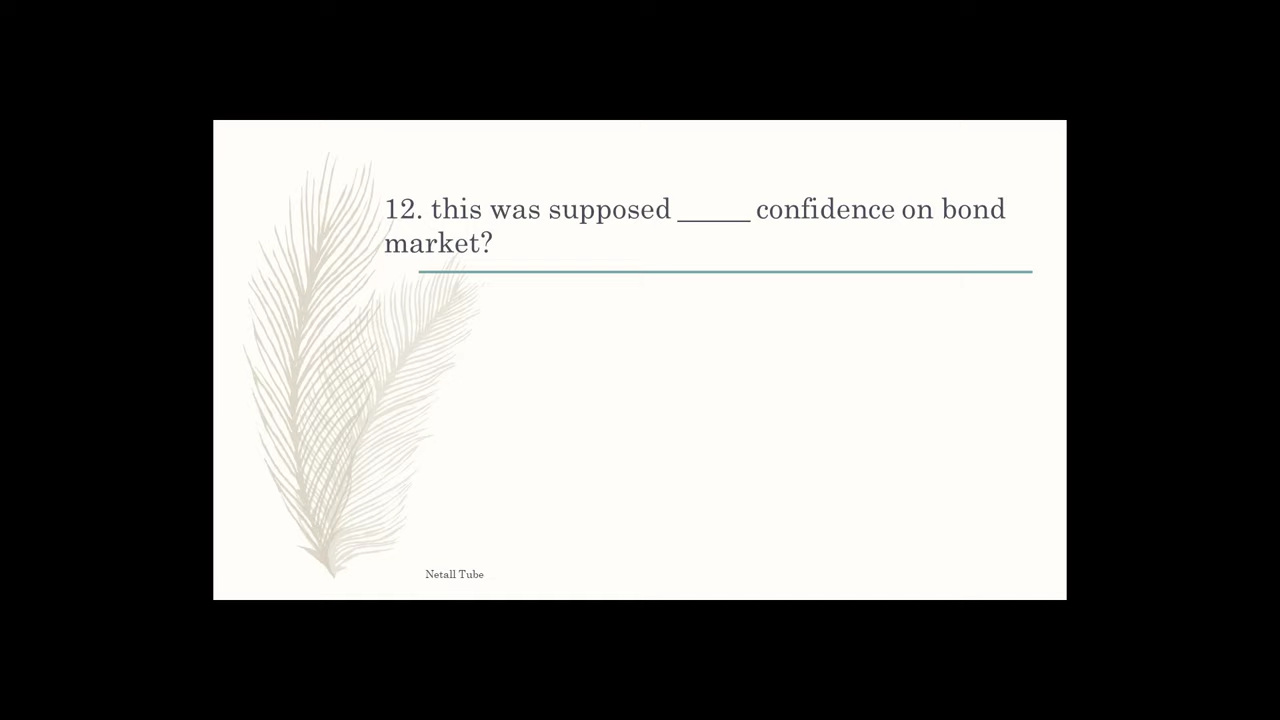 12. this was supposed _____ confidence on bond
market?
Netall Tube